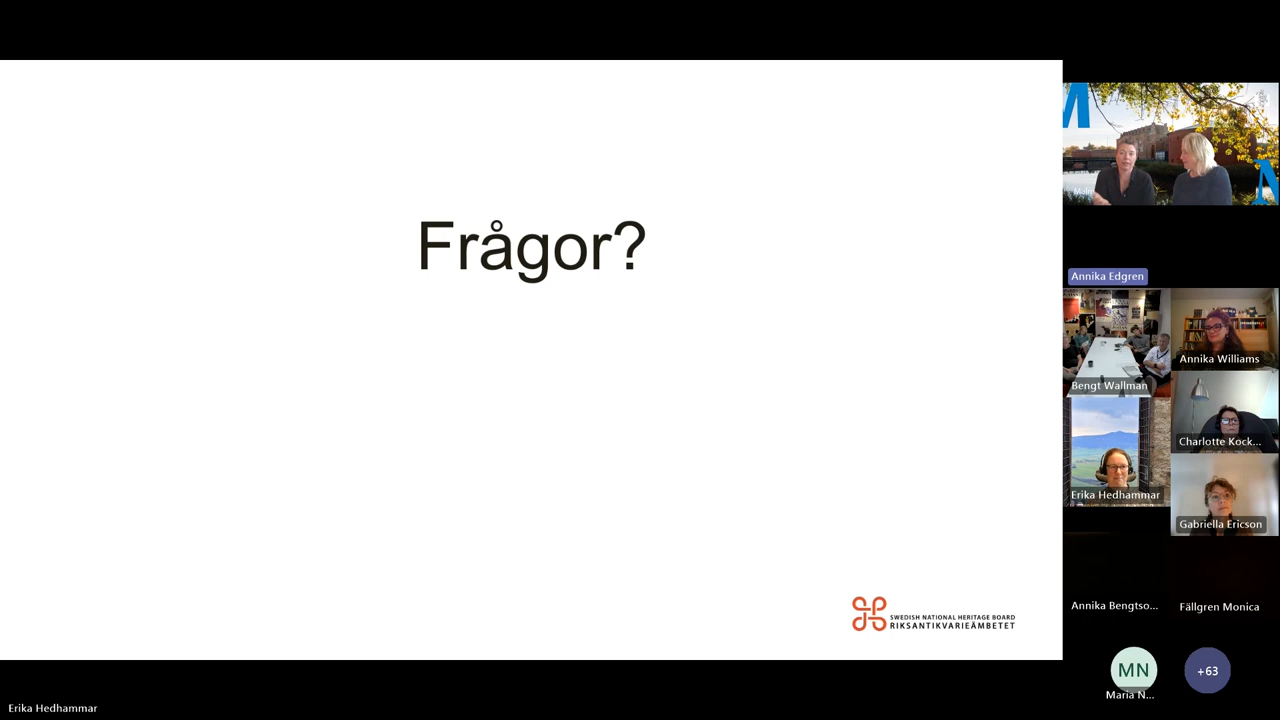 Frågor?
SWEDISH NATIONAL HERITAGE BOARD
RIKSANTIKVARIEÄMBETET
Annika Edgren
Bengt Wallman
Annika Williams
Charlotte Kock...
Erika Hedhammar
Gabriella Ericson
Annika Bengtso...
Fällgren Monica
MN
Maria N...
+63
Erika Hedhammar